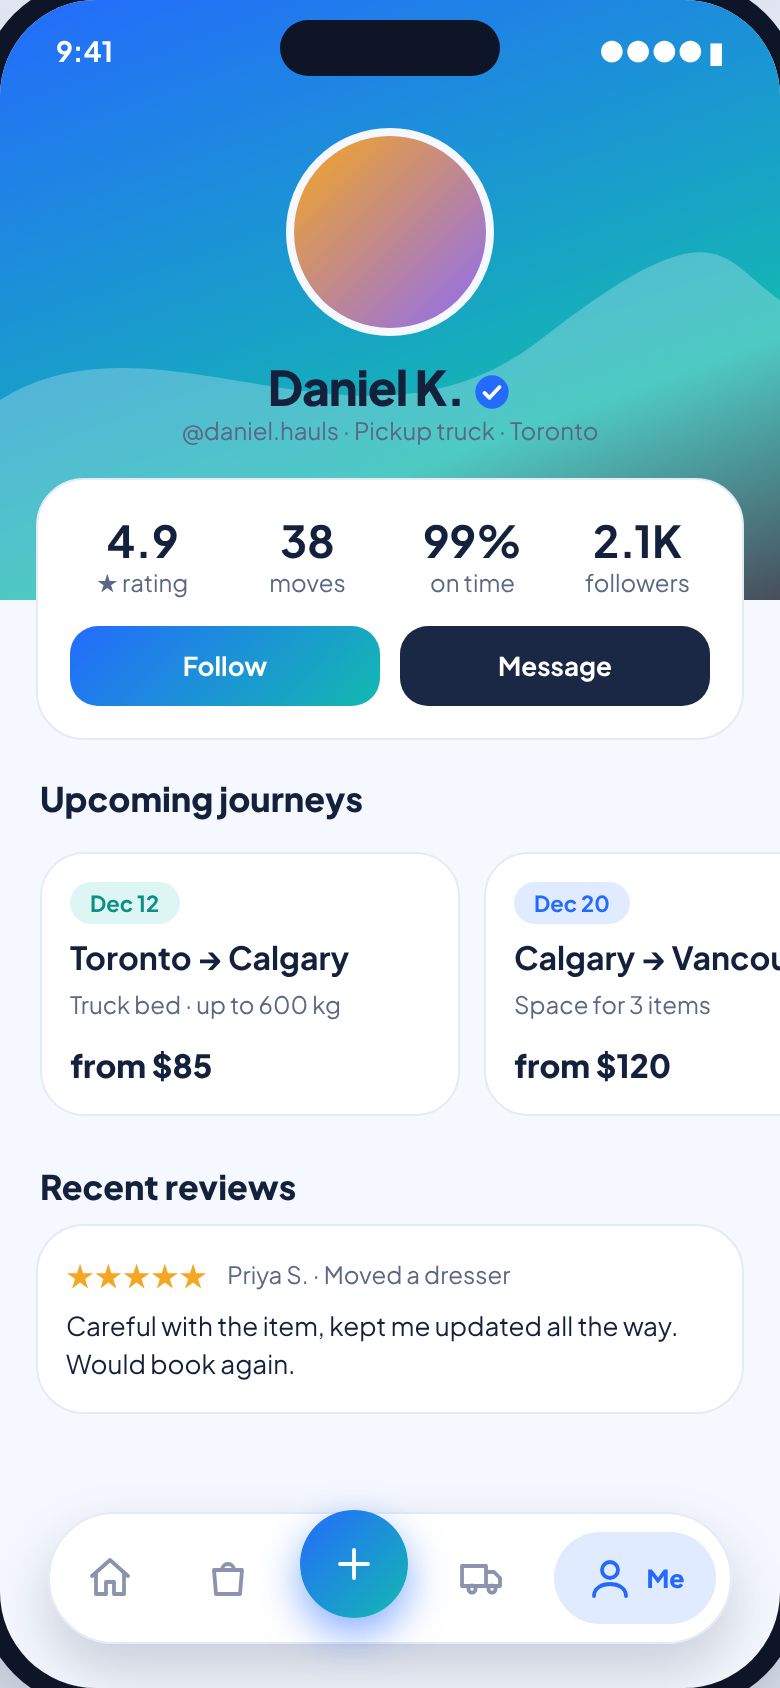 9:41
Daniel K.
@daniel.hauls · Pickup truck · Toronto
4.9 38 99% 2.1K
★ rating moves on time followers
Follow Message
Upcoming journeys
Dec 12 Dec 20
Toronto → Calgary Calgary → Vancou
Truck bed · up to 600 kg Space for 3 items
from $85 from $120
Recent reviews
★★★★★ Priya S. · Moved a dresser
Careful with the item, kept me updated all the way.
Would book again.
Me